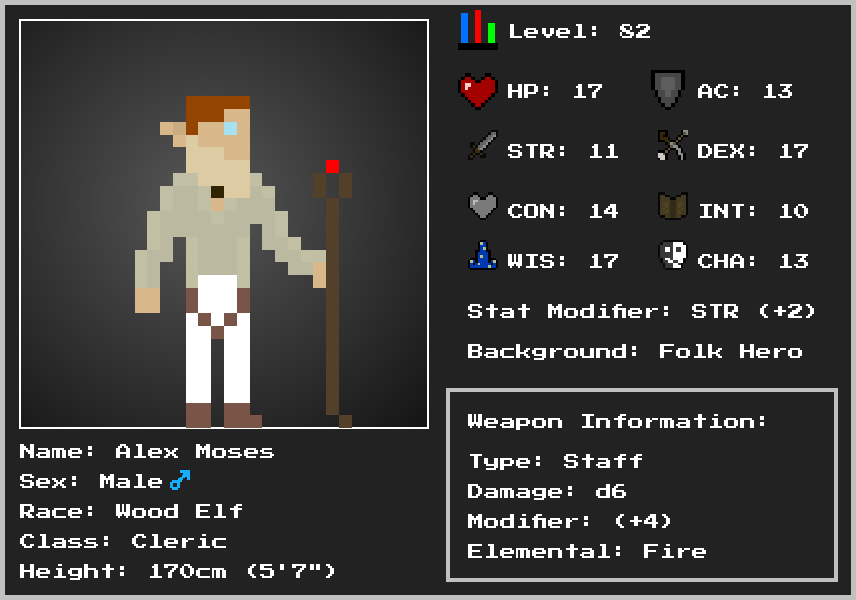 Level: 82
HP: 17
AC: 13
STR: 11
DEX: 17
CON: 14
INT: 10
WIS: 17
CHA: 13
Stat Modifier: STR (+2)
Background: Folk Hero
Weapon Information:
Type: Staff
Damage: d6
Modifier: (+4)
Elemental: Fire
Name: Alex Moses
Sex: Male♂
Race: Wood Elf
Class: Cleric
Height: 170cm (5'7")